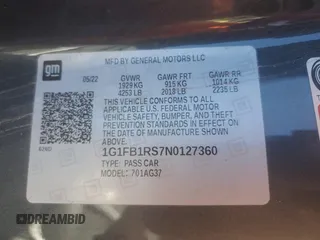 gm
MFD BY GENERAL MOTORS LLC
05/22 GVWR GAWR FRT GAWR RR
1929 KG 915 KG 1014 KG
4253 LB 2018 LB 2235 LB
THIS VEHICLE CONFORMS TO ALL
APPLICABLE U.S. FEDERAL MOTOR
VEHICLE SAFETY, BUMPER, AND
THEFT PREVENTION STANDARDS IN
EFFECT ON THE DATE OF
MANUFACTURE SHOWN ABOVE.
1G1FB1RS7N0127360
TYPE: PASS CAR
MODEL: 701AG37
DREAMBID